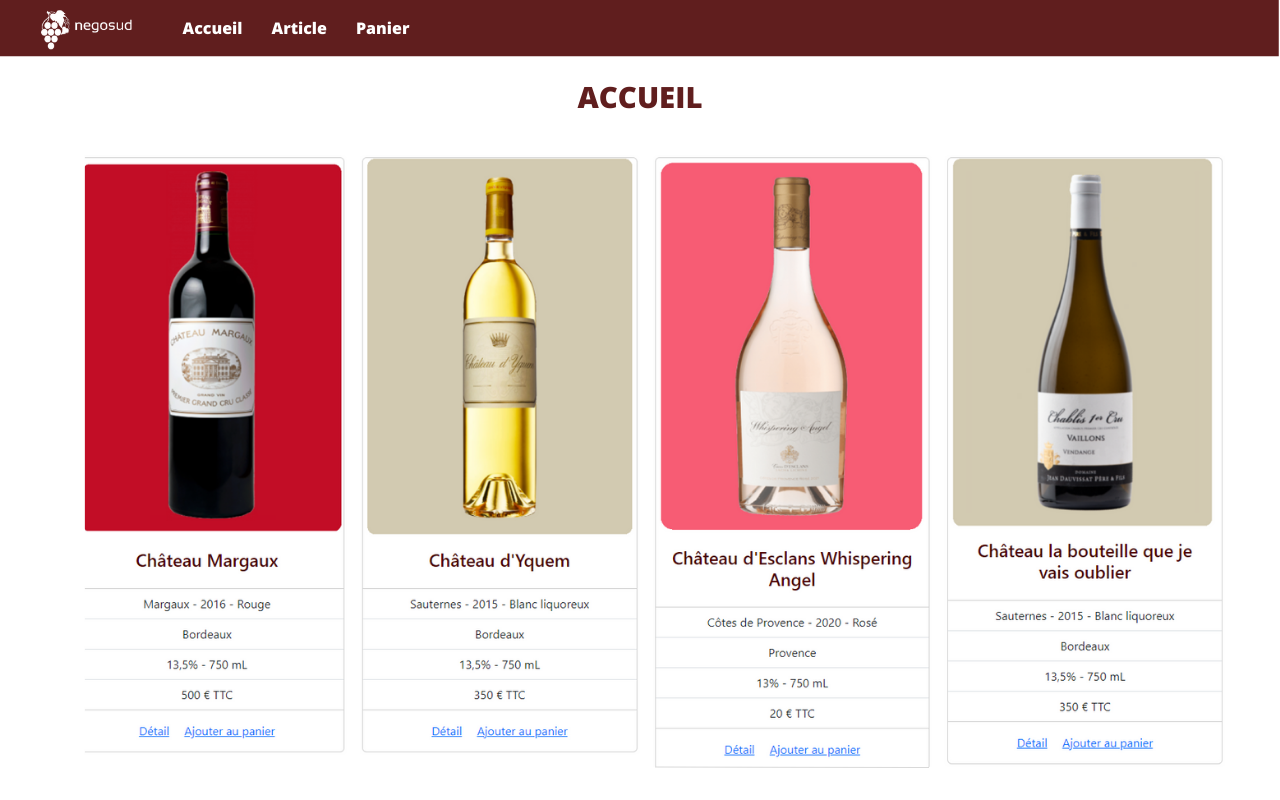 negosud
Accueil Article Panier
ACCUEIL
CHÂTEAU MARGAUX
GRAND VIN
PREMIER GRAND CRU CLASSÉ
Château d'Yquem
Whispering Angel
Chablis 1er Cru
VAILLONS
VENDANGE
DOMAINE
JEAN DAUVISSAT PÈRE & FILS
Château Margaux
Margaux - 2016 - Rouge
Bordeaux
13,5% - 750 mL
500 € TTC
Détail Ajouter au panier
Château d'Yquem
Sauternes - 2015 - Blanc liquoreux
Bordeaux
13,5% - 750 mL
350 € TTC
Détail Ajouter au panier
Château d'Esclans Whispering
Angel
Côtes de Provence - 2020 - Rosé
Provence
13% - 750 mL
20 € TTC
Détail Ajouter au panier
Château la bouteille que je
vais oublier
Sauternes - 2015 - Blanc liquoreux
Bordeaux
13,5% - 750 mL
350 € TTC
Détail Ajouter au panier